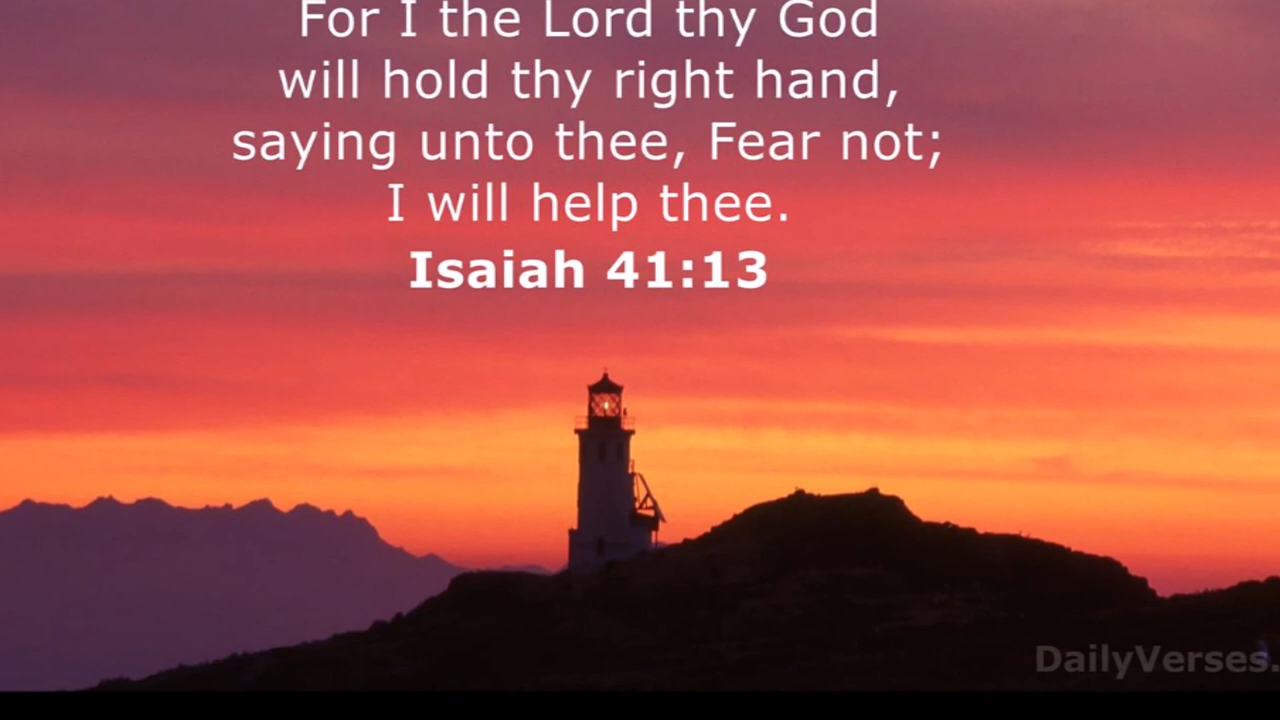 For I the Lord thy God
will hold thy right hand,
saying unto thee, Fear not;
I will help thee.
Isaiah 41:13
DailyVerses.